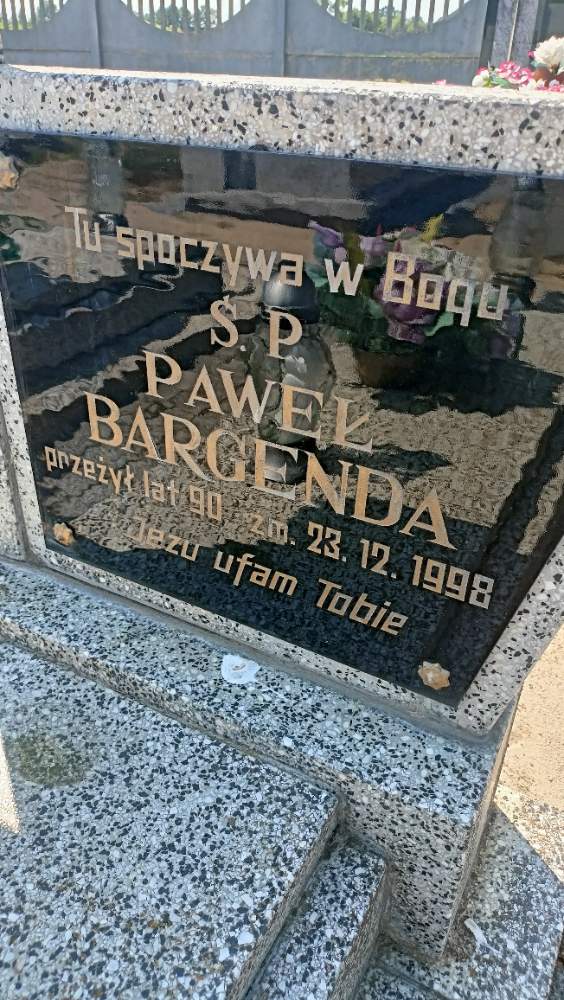 Tu spoczywa w Bogu
Ś. P
PAWEŁ
BARGENDA
przeżył lat 90 zm. 23. 12. 1998
Jezu ufam Tobie